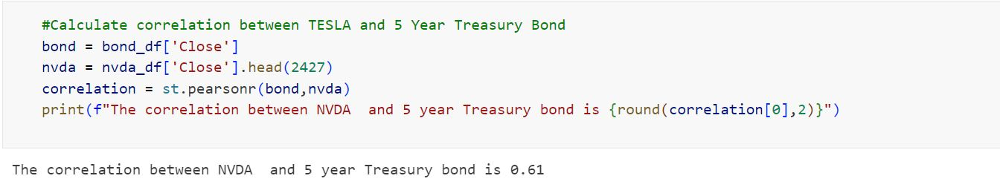 #Calculate correlation between TESLA and 5 Year Treasury Bond
bond = bond_df['Close']
nvda = nvda_df['Close'].head(2427)
correlation = st.pearsonr(bond,nvda)
print(f"The correlation between NVDA  and 5 year Treasury bond is {round(correlation[0],2)}")
The correlation between NVDA  and 5 year Treasury bond is 0.61